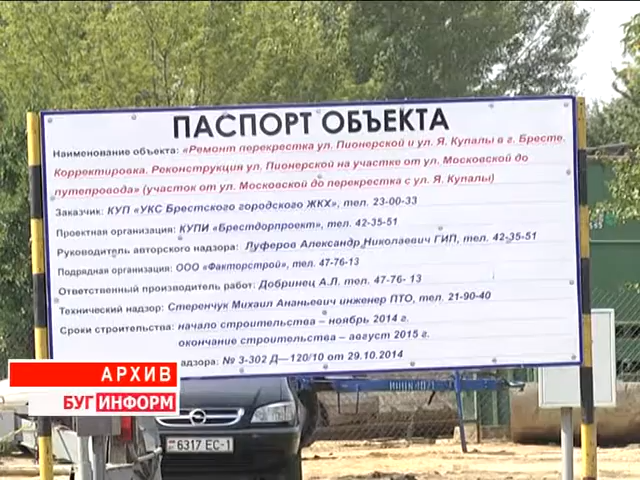 ПАСПОРТ ОБЪЕКТА
Наименование объекта: «Ремонт перекрестка ул. Пионерской и ул. Я. Купалы в г. Бресте.
Корректировка. Реконструкция ул. Пионерской на участке от ул. Московской до
путепровода» (участок от ул. Московской до перекрестка с ул. Я. Купалы)
Заказчик: КУП «УКС Брестского городского ЖКХ», тел. 23-00-33
Проектная организация: КУПИ «Брестдорпроект», тел. 42-35-51
Руководитель авторского надзора: Луферов Александр Николаевич ГИП, тел. 42-35-51
Подрядная организация: ООО «Факторстрой», тел. 47-76-13
Ответственный производитель работ: Добринец А.Л. тел. 47-76- 13
Технический надзор: Стеренчук Михаил Ананьевич инженер ПТО, тел. 21-90-40
Сроки строительства: начало строительства – ноябрь 2014 г.
окончание строительства – август 2015 г.
адзора: № 3-302 Д—120/10 от 29.10.2014
АРХИВ
БУГИНФОРМ
6317 EC-1